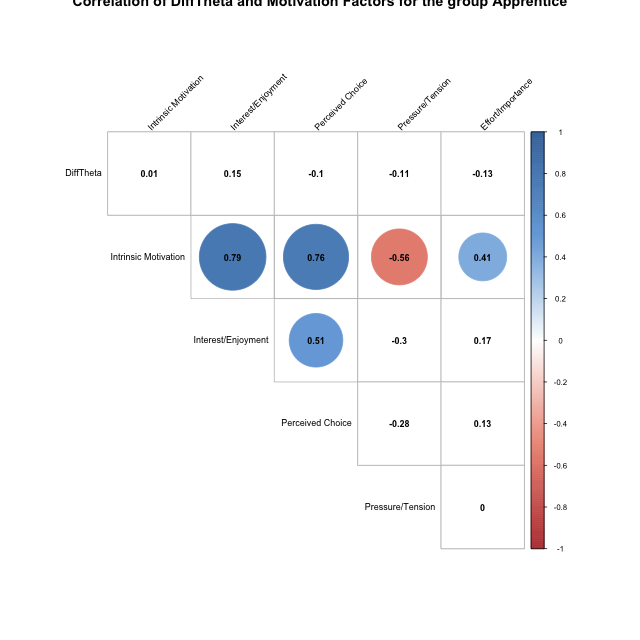 Correlation of DiffTheta and Motivation Factors for the group Apprentice
Intrinsic Motivation
Interest/Enjoyment
Perceived Choice
Pressure/Tension
Effort/Importance
1
DiffTheta
0.01
0.15
-0.1
-0.11
-0.13
0.8
0.6
Intrinsic Motivation
0.79
0.76
-0.56
0.41
0.4
0.2
Interest/Enjoyment
0.51
-0.3
0.17
0
-0.2
Perceived Choice
-0.28
0.13
-0.4
-0.6
Pressure/Tension
0
-0.8
-1